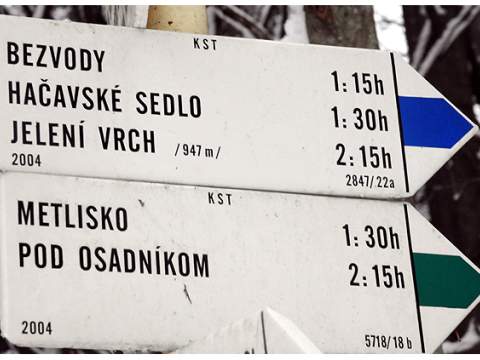 KST
BEZVODY 1:15h
HAČAVSKÉ SEDLO 1:30h
JELENÍ VRCH /947m/ 2:15h
2004 2847/22a
KST
METLISKO 1:30h
POD OSADNÍKOM 2:15h
2004 5718/18 b